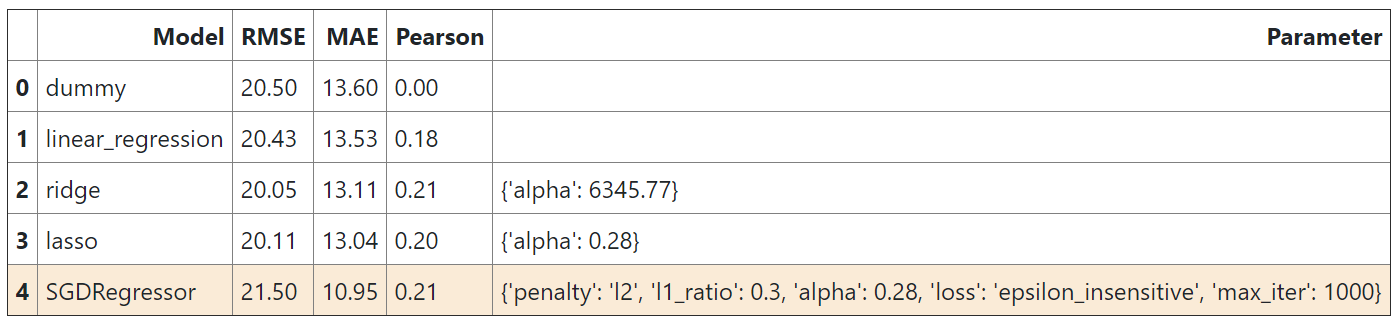 Model RMSE MAE Pearson Parameter
0 dummy 20.50 13.60 0.00
1 linear_regression 20.43 13.53 0.18
2 ridge 20.05 13.11 0.21 {'alpha': 6345.77}
3 lasso 20.11 13.04 0.20 {'alpha': 0.28}
4 SGDRegressor 21.50 10.95 0.21 {'penalty': 'l2', 'l1_ratio': 0.3, 'alpha': 0.28, 'loss': 'epsilon_insensitive', 'max_iter': 1000}